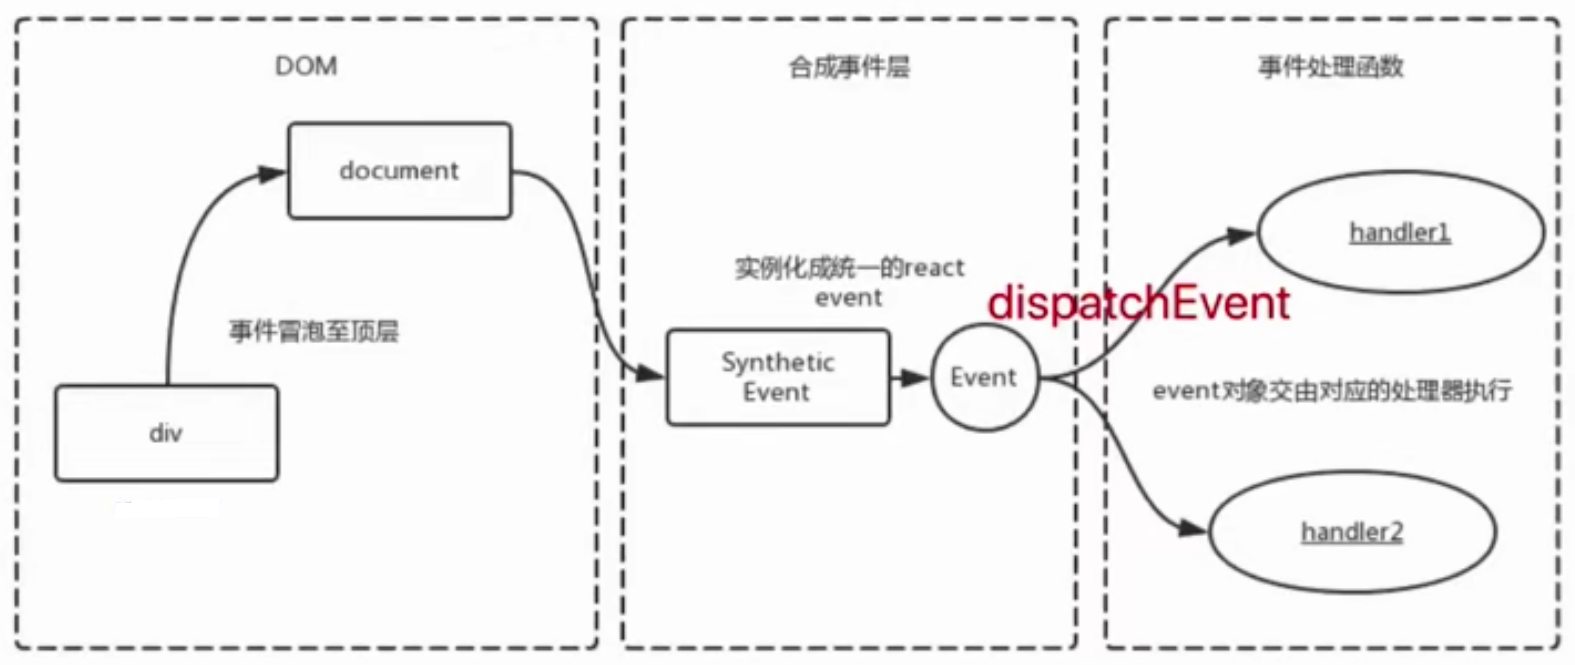 DOM
document
事件冒泡至顶层
div
合成事件层
实例化成统一的react
event
Synthetic
Event
Event
dispatchEvent
事件处理函数
handler1
event对象交由对应的处理器执行
handler2